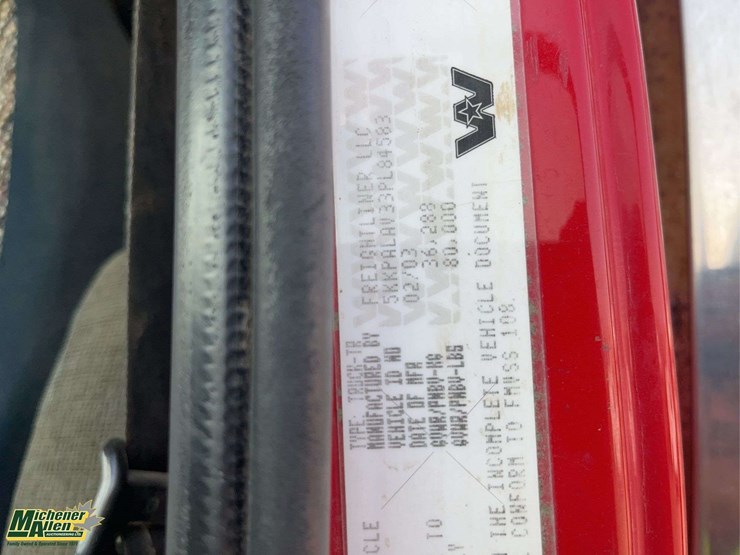 CLE TYPE TRUCK-TR
MANUFACTURED BY FREIGHTLINER LLC
VEHICLE ID NO 5KKPALAV33PL84583
DATE OF MFR 02/03
TO GVWR/PNBV-KG 36,288
Y GVWR/PNBV-LBS 80,000
THE INCOMPLETE VEHICLE DOCUMENT
CONFORM TO FMVSS 108.
Michener
Allen
AUCTIONEERING LTD.